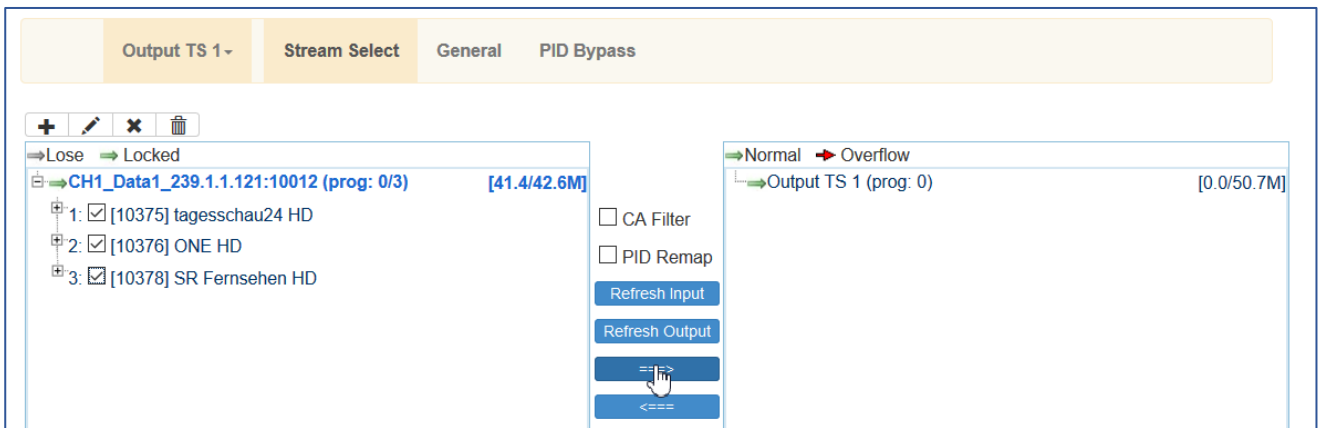 Output TS 1 Stream Select General PID Bypass
Lose Locked
CH1_Data1_239.1.1.121:10012 (prog: 0/3) [41.4/42.6M]
1: [10375] tagesschau24 HD
2: [10376] ONE HD
3: [10378] SR Fernsehen HD
CA Filter
PID Remap
Refresh Input
Refresh Output
===>
<===
Normal Overflow
Output TS 1 (prog: 0) [0.0/50.7M]